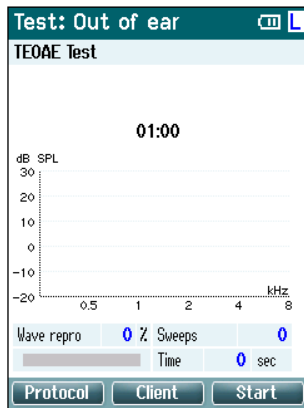 Test: Out of ear L
TEOAE Test
01:00
dB SPL
30
20
10
0
-10
-20
kHz
0.5 1 2 4 8
Wave repro 0 % Sweeps 0
Time 0 sec
Protocol Client Start